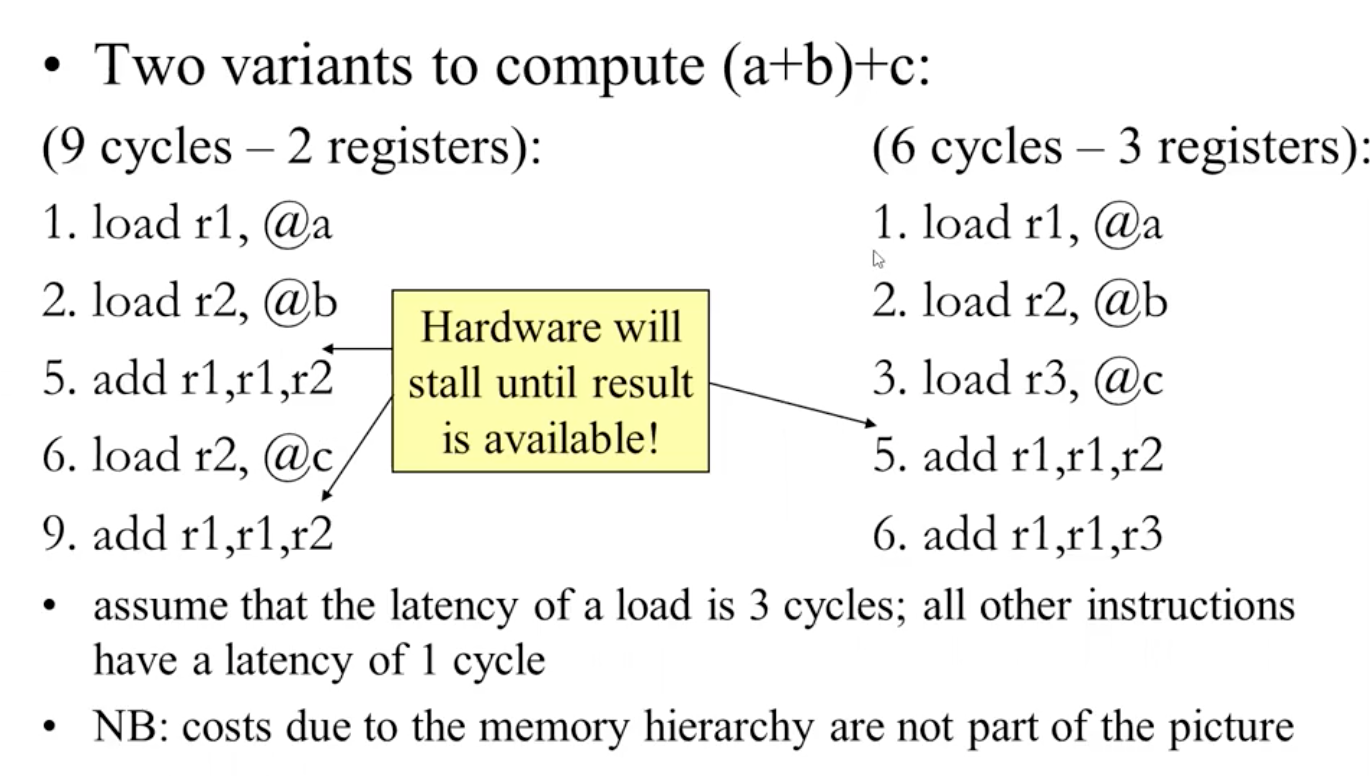 • Two variants to compute (a+b)+c:
(9 cycles – 2 registers):
1. load r1, @a
2. load r2, @b
5. add r1,r1,r2
6. load r2, @c
9. add r1,r1,r2
Hardware will
stall until result
is available!
(6 cycles – 3 registers):
1. load r1, @a
2. load r2, @b
3. load r3, @c
5. add r1,r1,r2
6. add r1,r1,r3
• assume that the latency of a load is 3 cycles; all other instructions
have a latency of 1 cycle
• NB: costs due to the memory hierarchy are not part of the picture